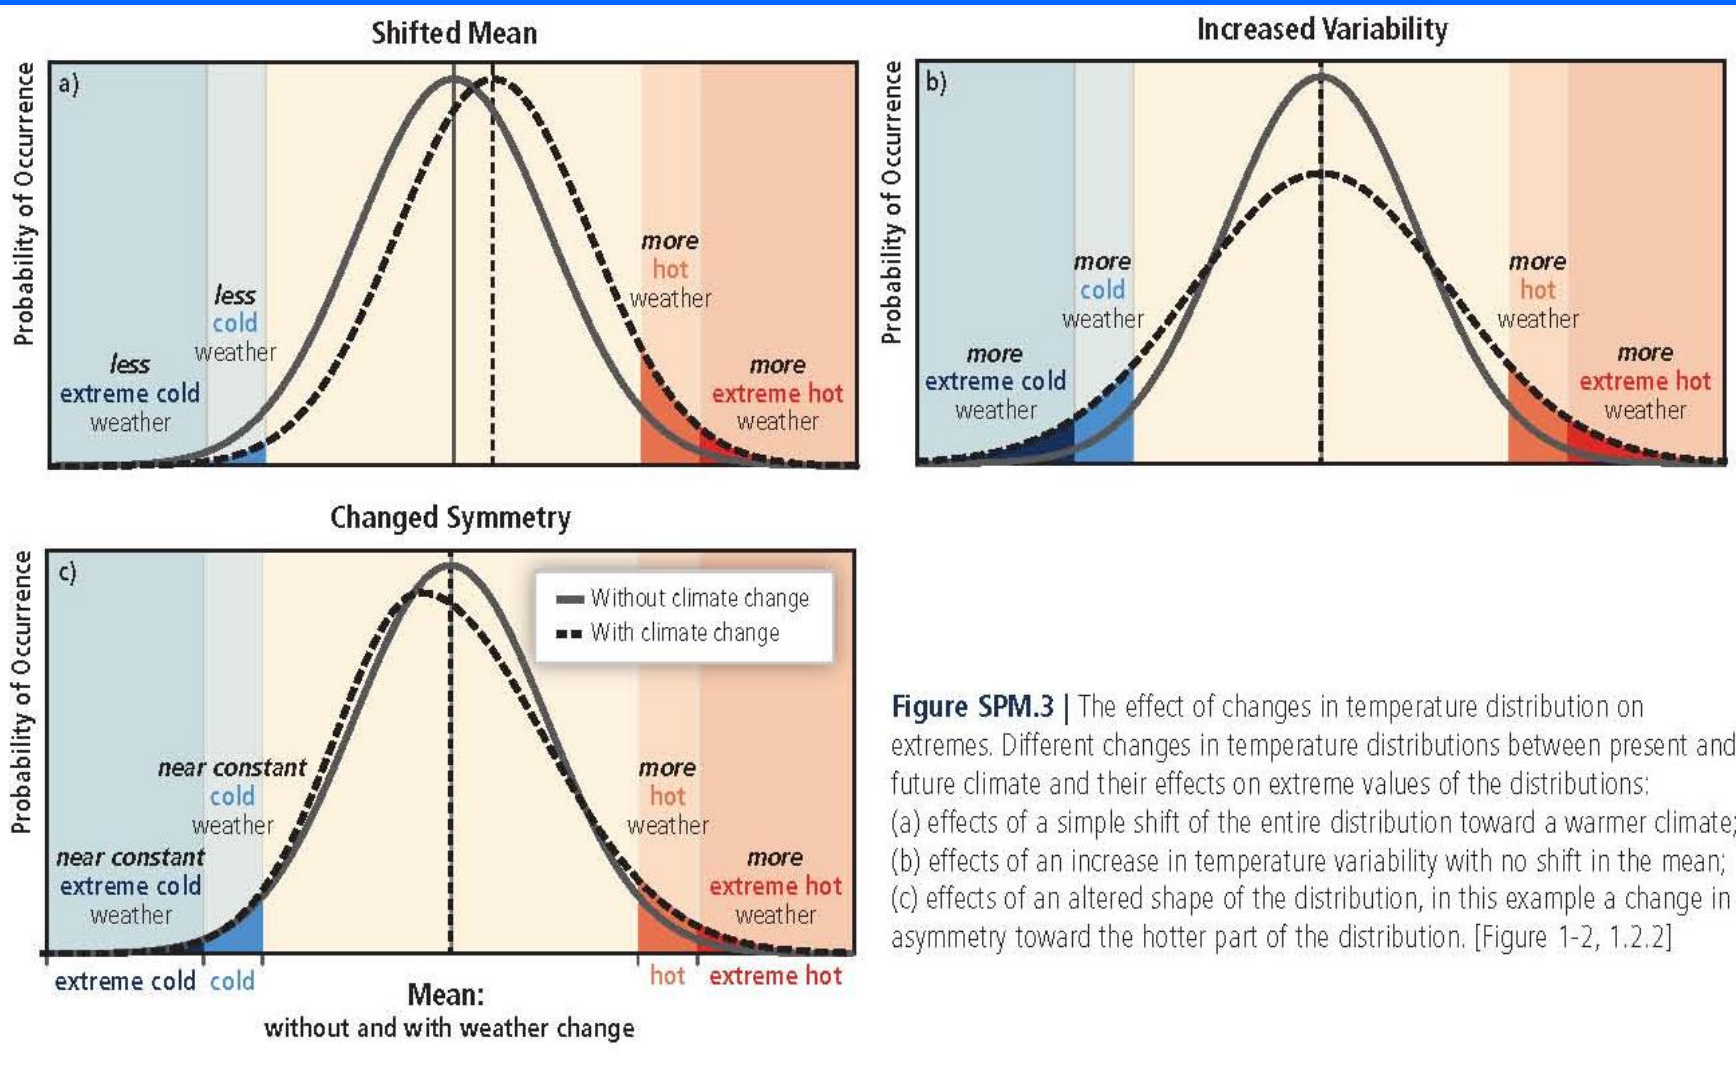 Shifted Mean
Probability of Occurrence
a)
less
extreme cold
weather
less
cold
weather
more
hot
weather
more
extreme hot
weather
Increased Variability
Probability of Occurrence
b)
more
extreme cold
weather
more
cold
weather
more
hot
weather
more
extreme hot
weather
Changed Symmetry
Probability of Occurrence
c)
Without climate change
With climate change
near constant
extreme cold
weather
near constant
cold
weather
more
hot
weather
more
extreme hot
weather
extreme cold
cold
hot
extreme hot
Mean:
without and with weather change
Figure SPM.3 | The effect of changes in temperature distribution on
extremes. Different changes in temperature distributions between present and
future climate and their effects on extreme values of the distributions:
(a) effects of a simple shift of the entire distribution toward a warmer climate;
(b) effects of an increase in temperature variability with no shift in the mean;
(c) effects of an altered shape of the distribution, in this example a change in
asymmetry toward the hotter part of the distribution. [Figure 1-2, 1.2.2]